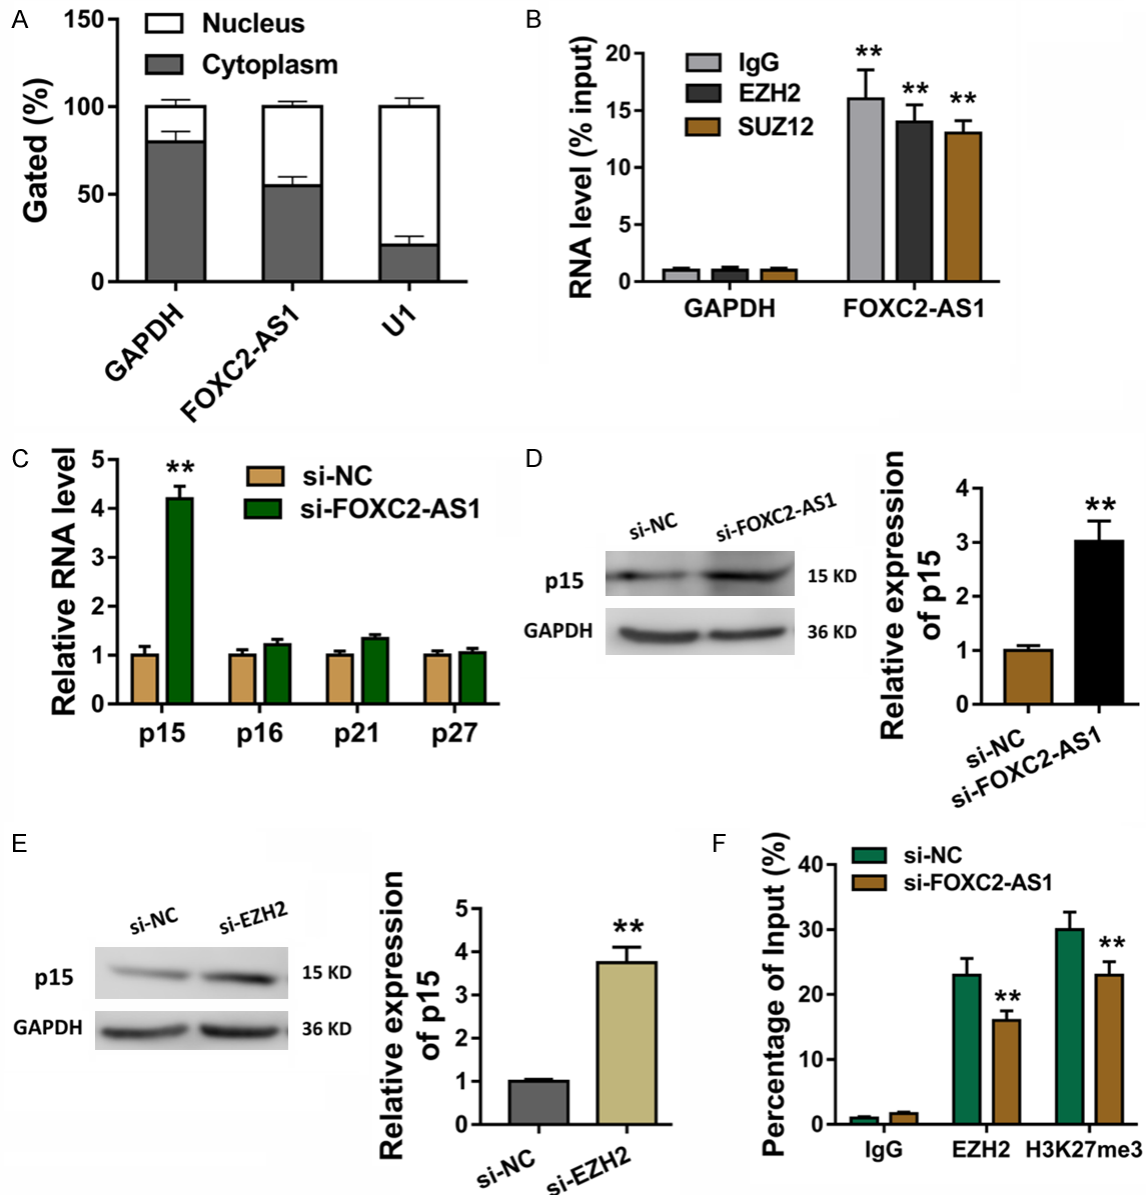 A
Gated (%)
150
100
50
0
Nucleus
Cytoplasm
GAPDH
FOXC2-AS1
U1
B
RNA level (% input)
20
15
10
5
0
IgG
EZH2
SUZ12
**
**
**
GAPDH
FOXC2-AS1
C
Relative RNA level
5
4
3
2
1
0
**
si-NC
si-FOXC2-AS1
p15
p16
p21
p27
D
si-NC
si-FOXC2-AS1
p15
15 KD
GAPDH
36 KD
Relative expression
of p15
4
3
2
1
0
**
si-NC
si-FOXC2-AS1
E
si-NC
si-EZH2
p15
15 KD
GAPDH
36 KD
Relative expression
of p15
5
4
3
2
1
0
**
si-NC
si-EZH2
F
Percentage of Input (%)
40
30
20
10
0
si-NC
si-FOXC2-AS1
**
**
IgG
EZH2
H3K27me3